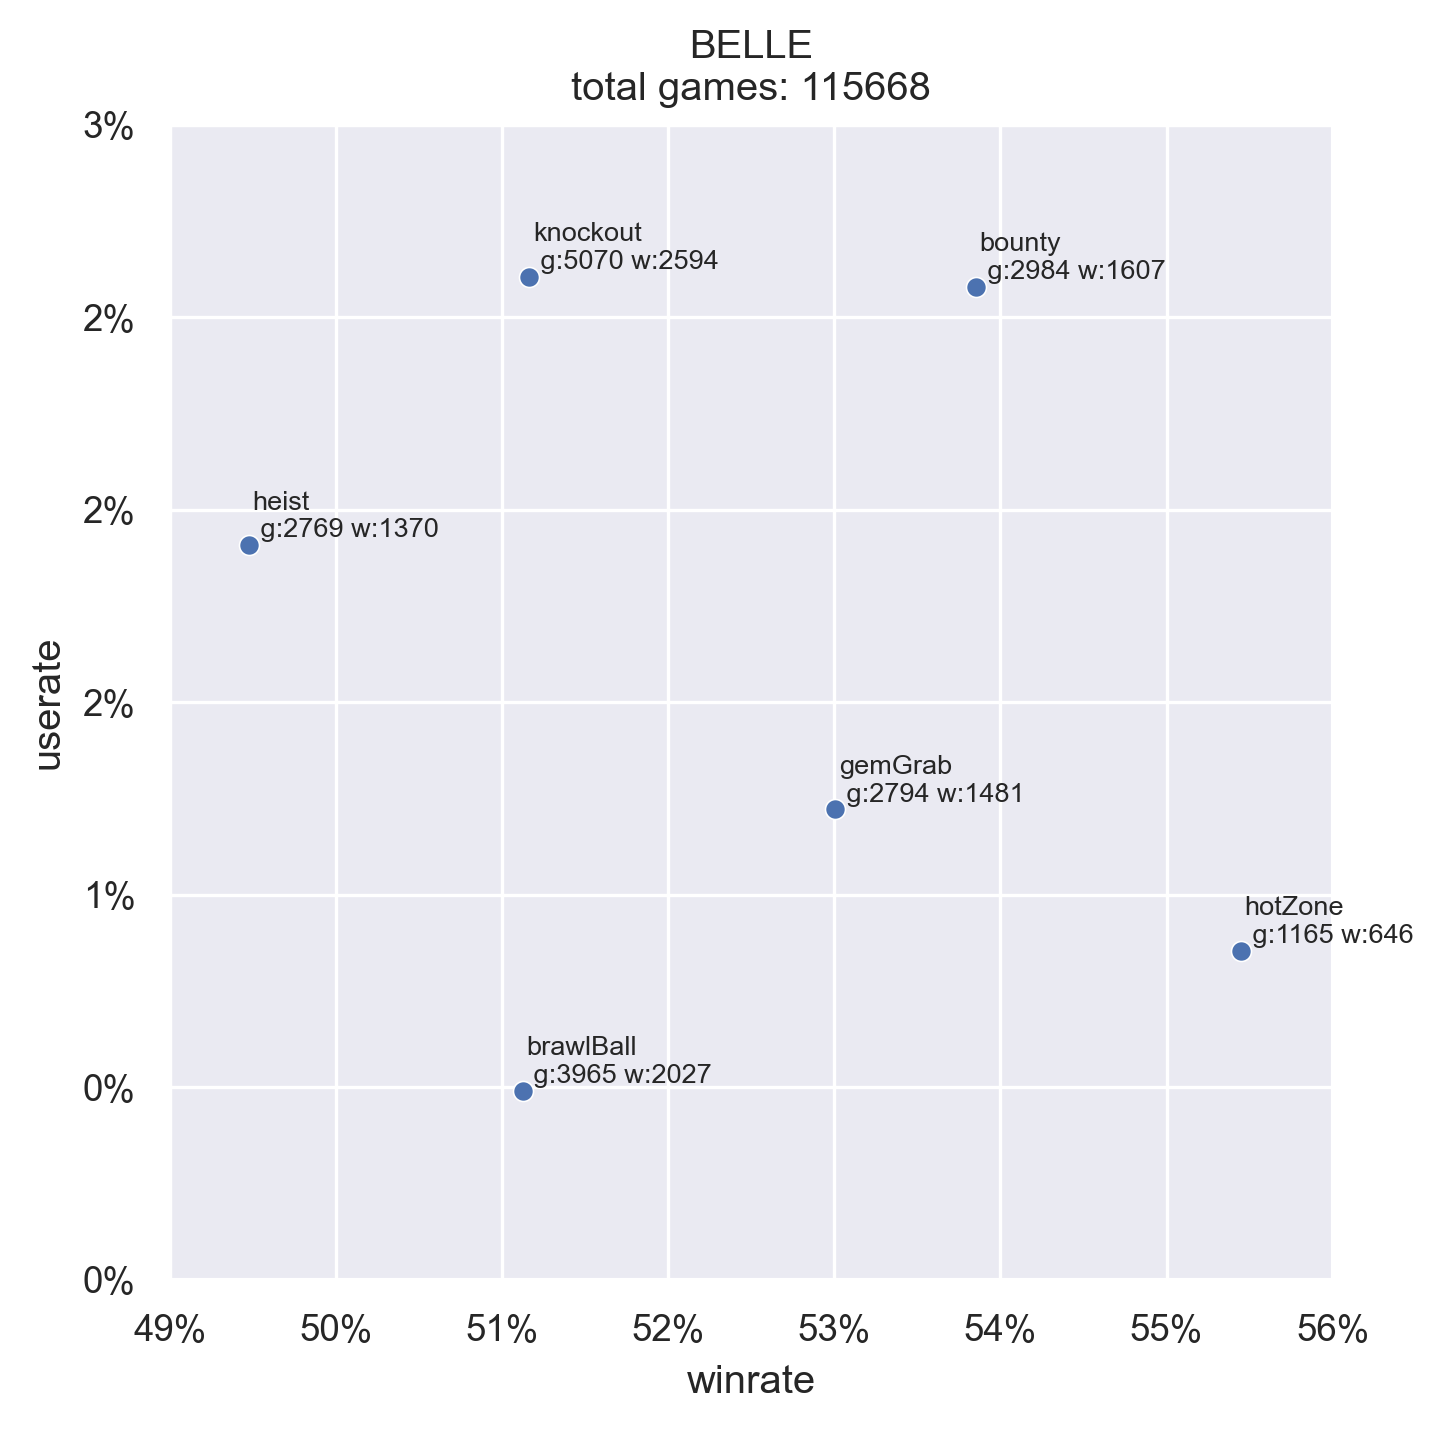 BELLE
total games: 115668
3%
2%
2%
2%
1%
0%
0%
userate
knockout
g:5070 w:2594
bounty
g:2984 w:1607
heist
g:2769 w:1370
gemGrab
g:2794 w:1481
hotZone
g:1165 w:646
brawlBall
g:3965 w:2027
49% 50% 51% 52% 53% 54% 55% 56%
winrate